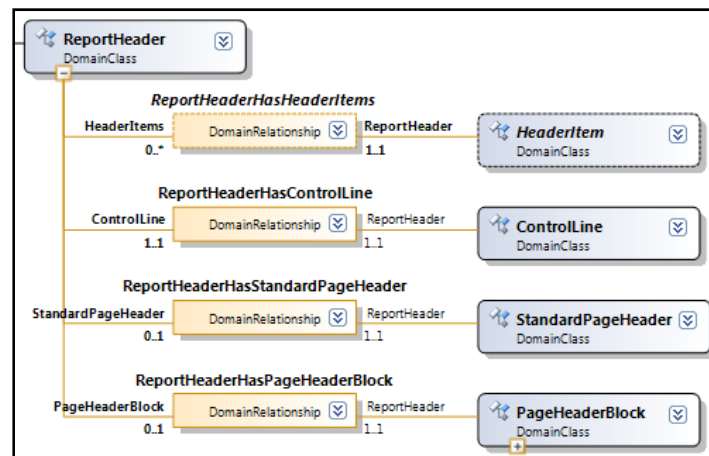 ReportHeader
DomainClass
ReportHeaderHasHeaderItems
HeaderItems DomainRelationship ReportHeader HeaderItem
0..* 1..1 DomainClass
ReportHeaderHasControlLine
ControlLine DomainRelationship ReportHeader ControlLine
1..1 1..1 DomainClass
ReportHeaderHasStandardPageHeader
StandardPageHeader DomainRelationship ReportHeader StandardPageHeader
0..1 1..1 DomainClass
ReportHeaderHasPageHeaderBlock
PageHeaderBlock DomainRelationship ReportHeader PageHeaderBlock
0..1 1..1 DomainClass